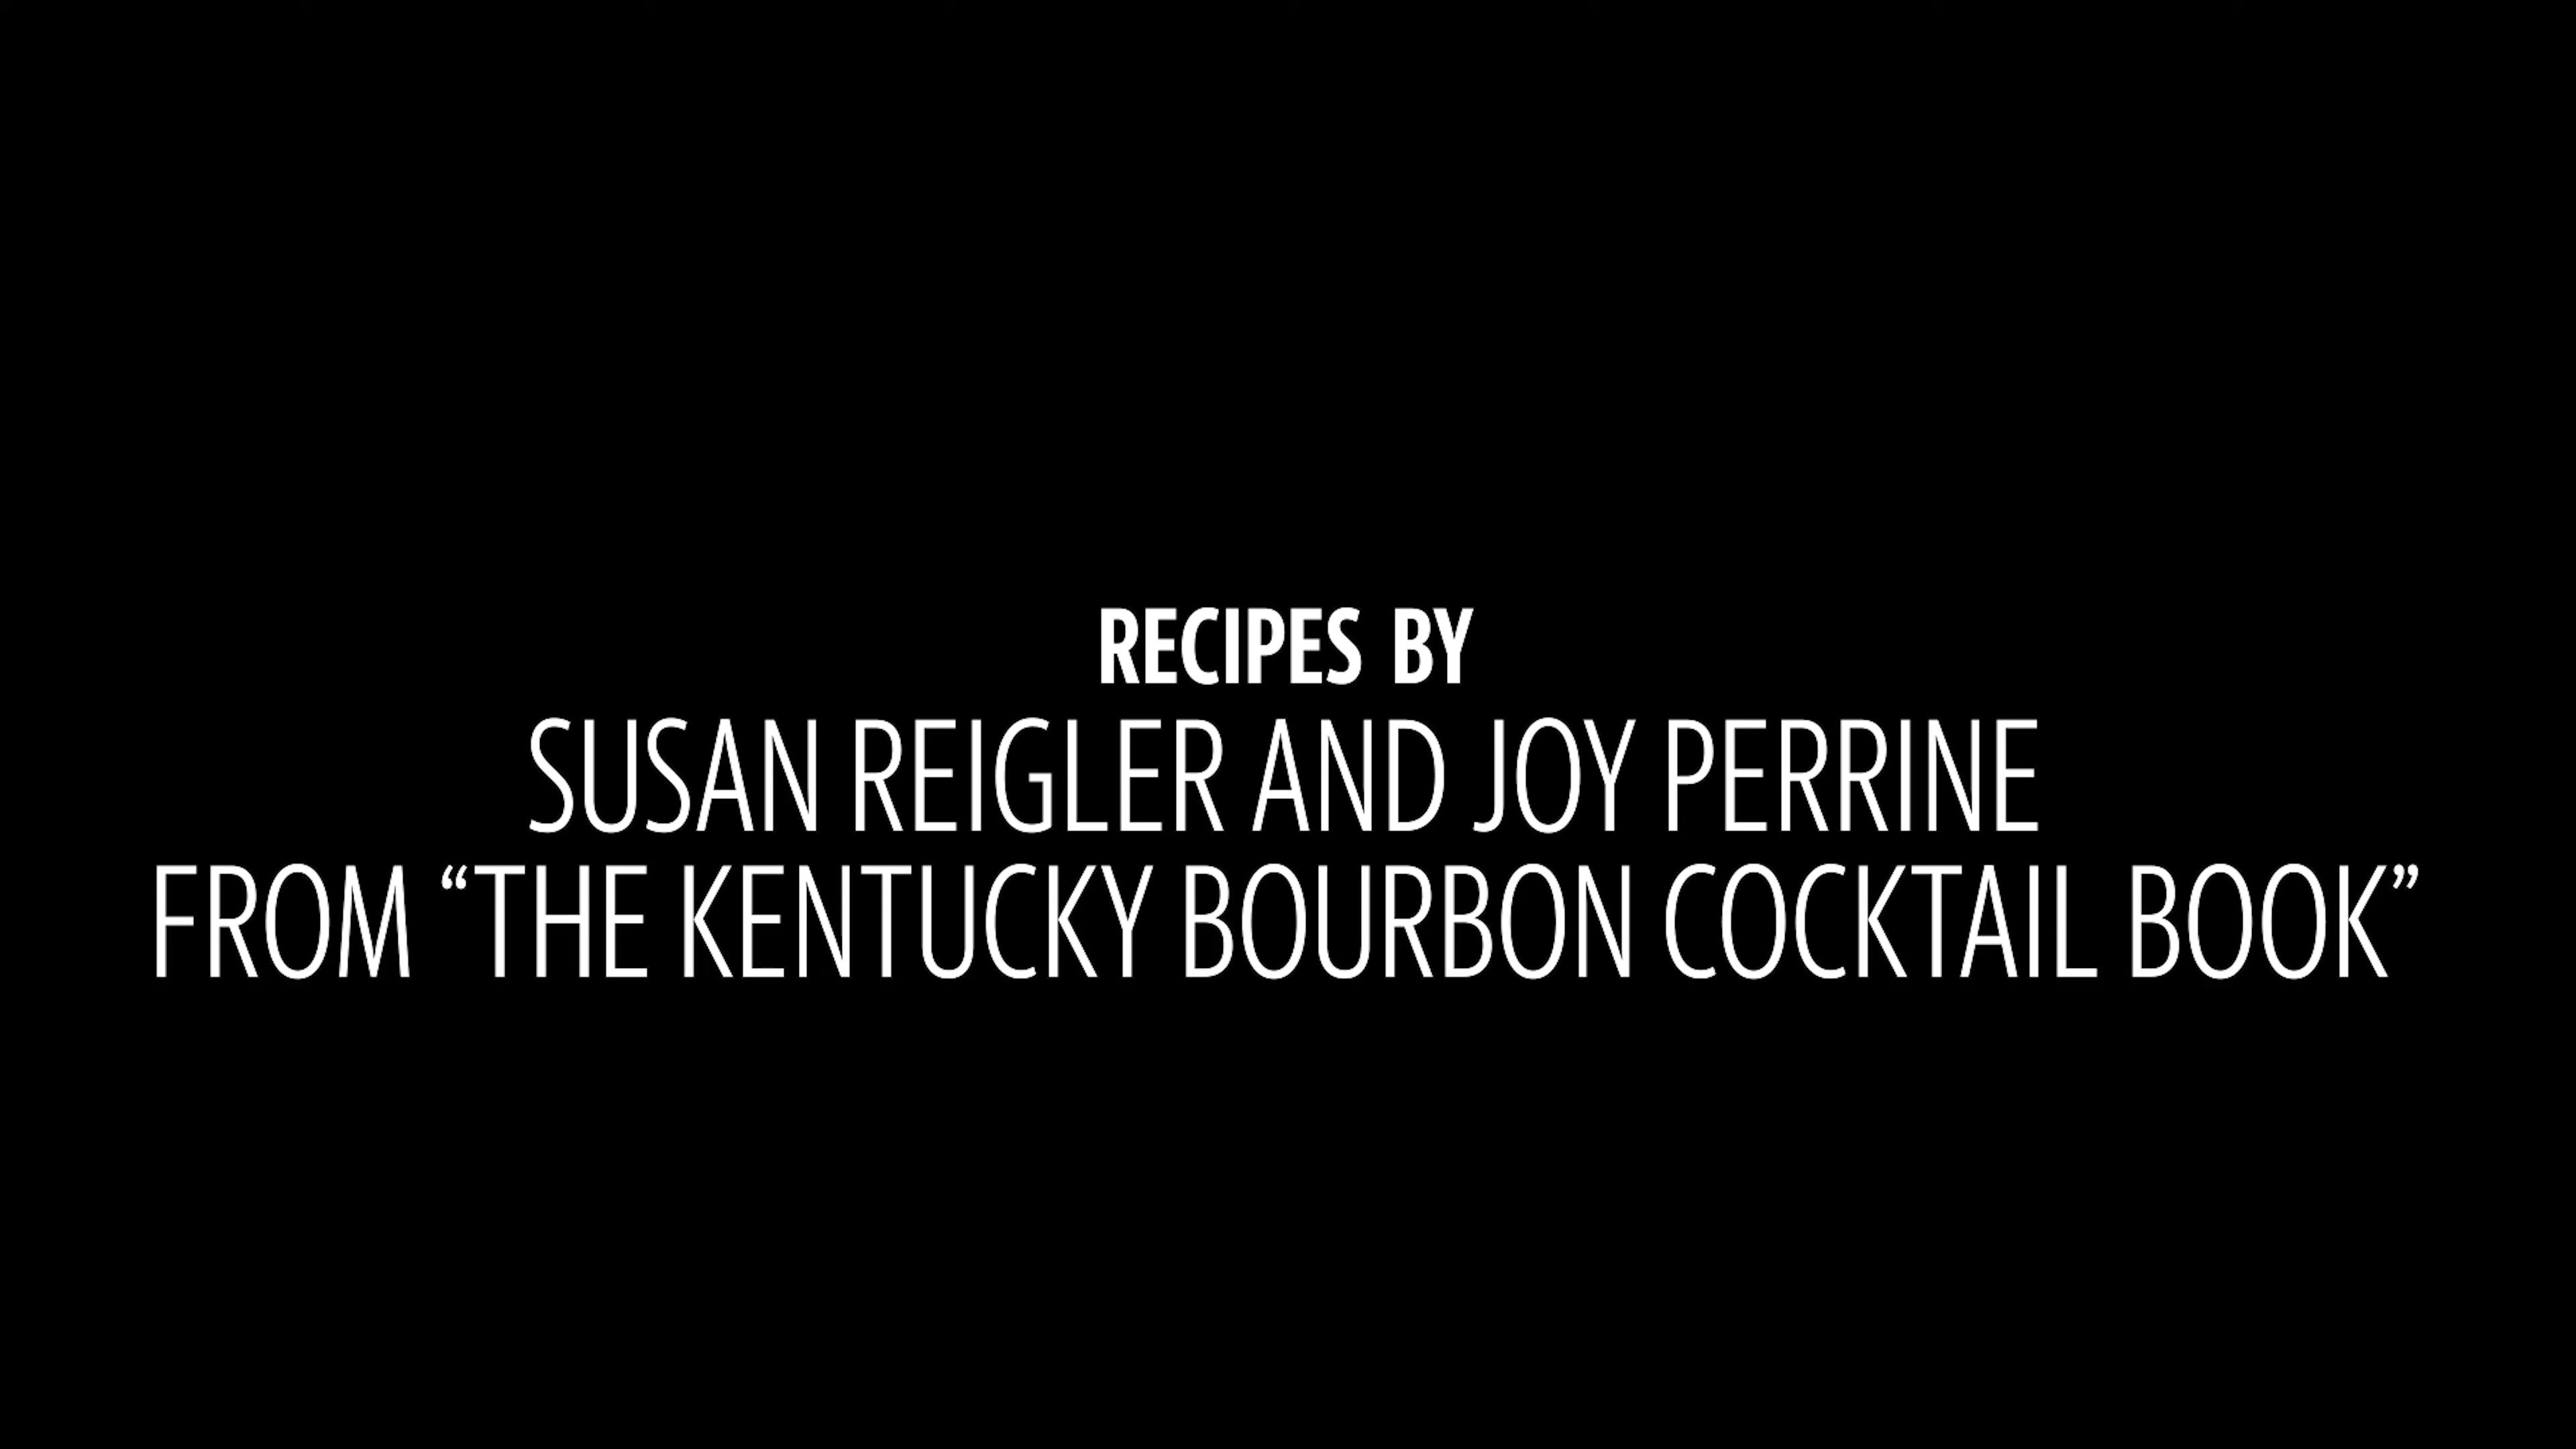 RECIPES BY
SUSAN REIGLER AND JOY PERRINE
FROM “THE KENTUCKY BOURBON COCKTAIL BOOK”